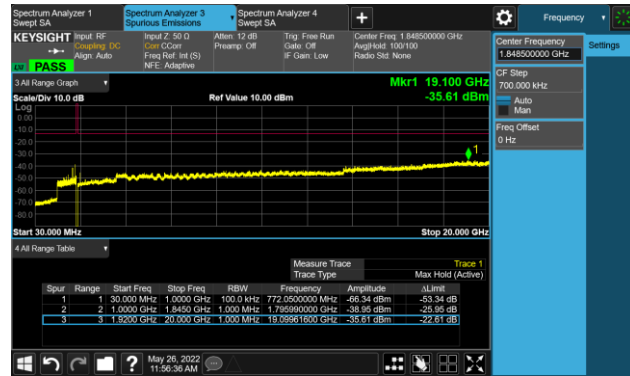 Spectrum Analyzer 1
Swept SA
Spectrum Analyzer 3
Spurious Emissions
Spectrum Analyzer 4
Swept SA
+
Frequency
KEYSIGHT
Input: RF
Coupling: DC
Align: Auto
Input Z: 50 Ω
Corr CCorr
Freq Ref: Int (S)
NFE: Adaptive
Atten: 12 dB
Preamp: Off
Trig: Free Run
Gate: Off
IF Gain: Low
Center Freq: 1.848500000 GHz
Avg|Hold: 100/100
Radio Std: None
PASS
Center Frequency
1.848500000 GHz
Settings
CF Step
700.000 kHz
Auto
Man
Freq Offset
0 Hz
3 All Range Graph
Mkr1 19.100 GHz
Scale/Div 10.0 dB
Ref Value 10.00 dBm
-35.61 dBm
Log
0.00
-10.0
-20.0
-30.0
-40.0
-50.0
-60.0
-70.0
-80.0
1
Start 30.000 MHz
Stop 20.000 GHz
4 All Range Table
Measure Trace Trace 1
Trace Type Max Hold (Active)
Spur Range Start Freq Stop Freq RBW Frequency Amplitude ΔLimit
1 1 30.000 MHz 1.0000 GHz 100.0 kHz 772.0500000 MHz -66.34 dBm -53.34 dB
2 2 1.0000 GHz 1.8450 GHz 1.000 MHz 1.795990000 GHz -38.95 dBm -25.95 dB
3 3 1.9200 GHz 20.000 GHz 1.000 MHz 19.09961600 GHz -35.61 dBm -22.61 dB
?
May 26, 2022
11:56:36 AM